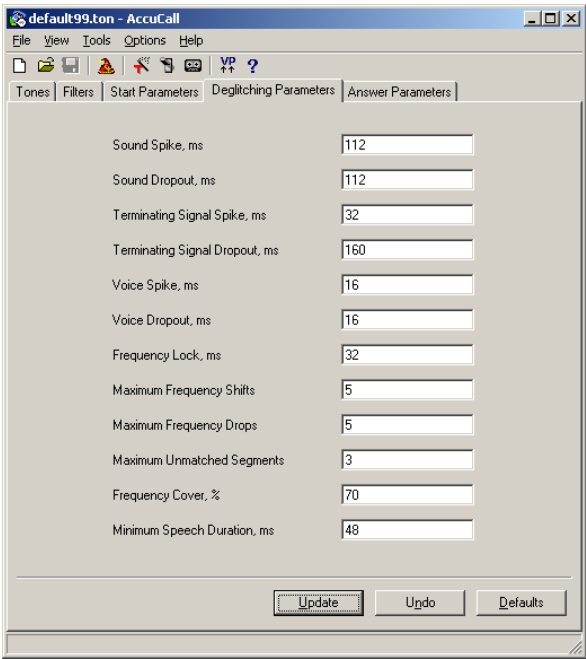 default99.ton - AccuCall
File View Tools Options Help
VP ?
Tones Filters Start Parameters Deglitching Parameters Answer Parameters
Sound Spike, ms 112
Sound Dropout, ms 112
Terminating Signal Spike, ms 32
Terminating Signal Dropout, ms 160
Voice Spike, ms 16
Voice Dropout, ms 16
Frequency Lock, ms 32
Maximum Frequency Shifts 5
Maximum Frequency Drops 5
Maximum Unmatched Segments 3
Frequency Cover, % 70
Minimum Speech Duration, ms 48
Update Undo Defaults